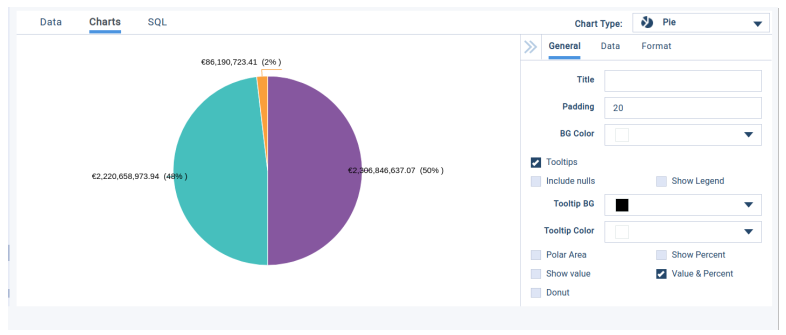 Data Charts SQL
Chart Type: Pie
General Data Format
€86,190,723.41 (2% )
€2,220,658,973.94 (48% )
€2,306,846,637.07 (50% )
Title
Padding 20
BG Color
Tooltips
Include nulls Show Legend
Tooltip BG
Tooltip Color
Polar Area Show Percent
Show value Value & Percent
Donut